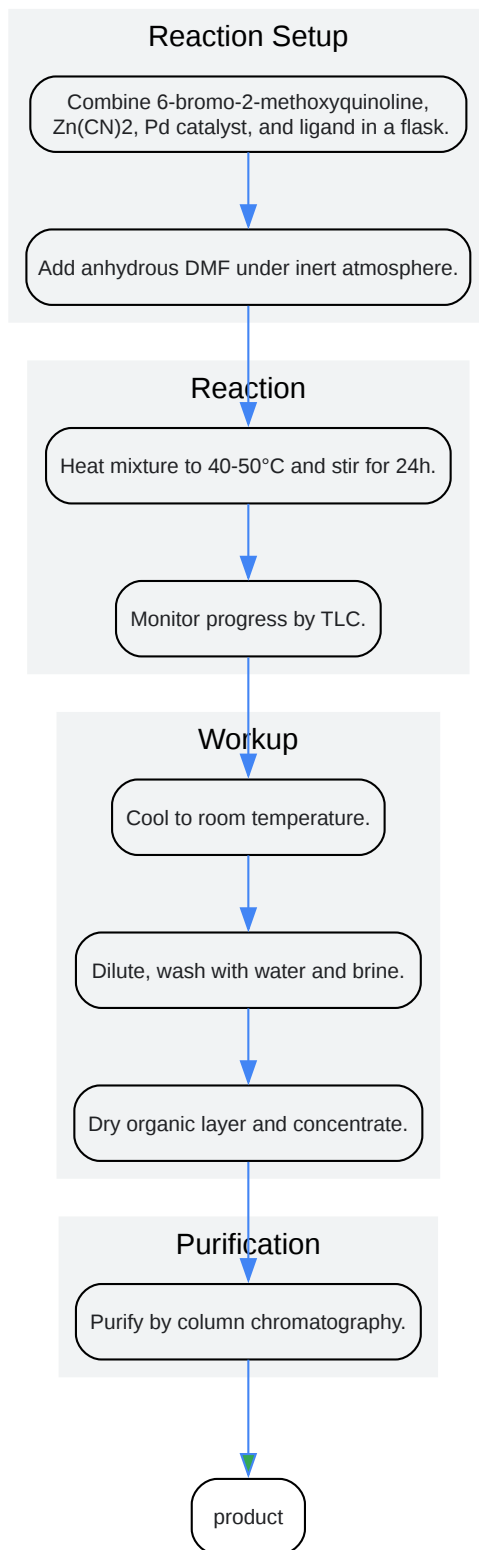 Reaction Setup
Combine 6-bromo-2-methoxyquinoline,
Zn(CN)2, Pd catalyst, and ligand in a flask.
Add anhydrous DMF under inert atmosphere.
Reaction
Heat mixture to 40-50°C and stir for 24h.
Monitor progress by TLC.
Workup
Cool to room temperature.
Dilute, wash with water and brine.
Dry organic layer and concentrate.
Purification
Purify by column chromatography.
product